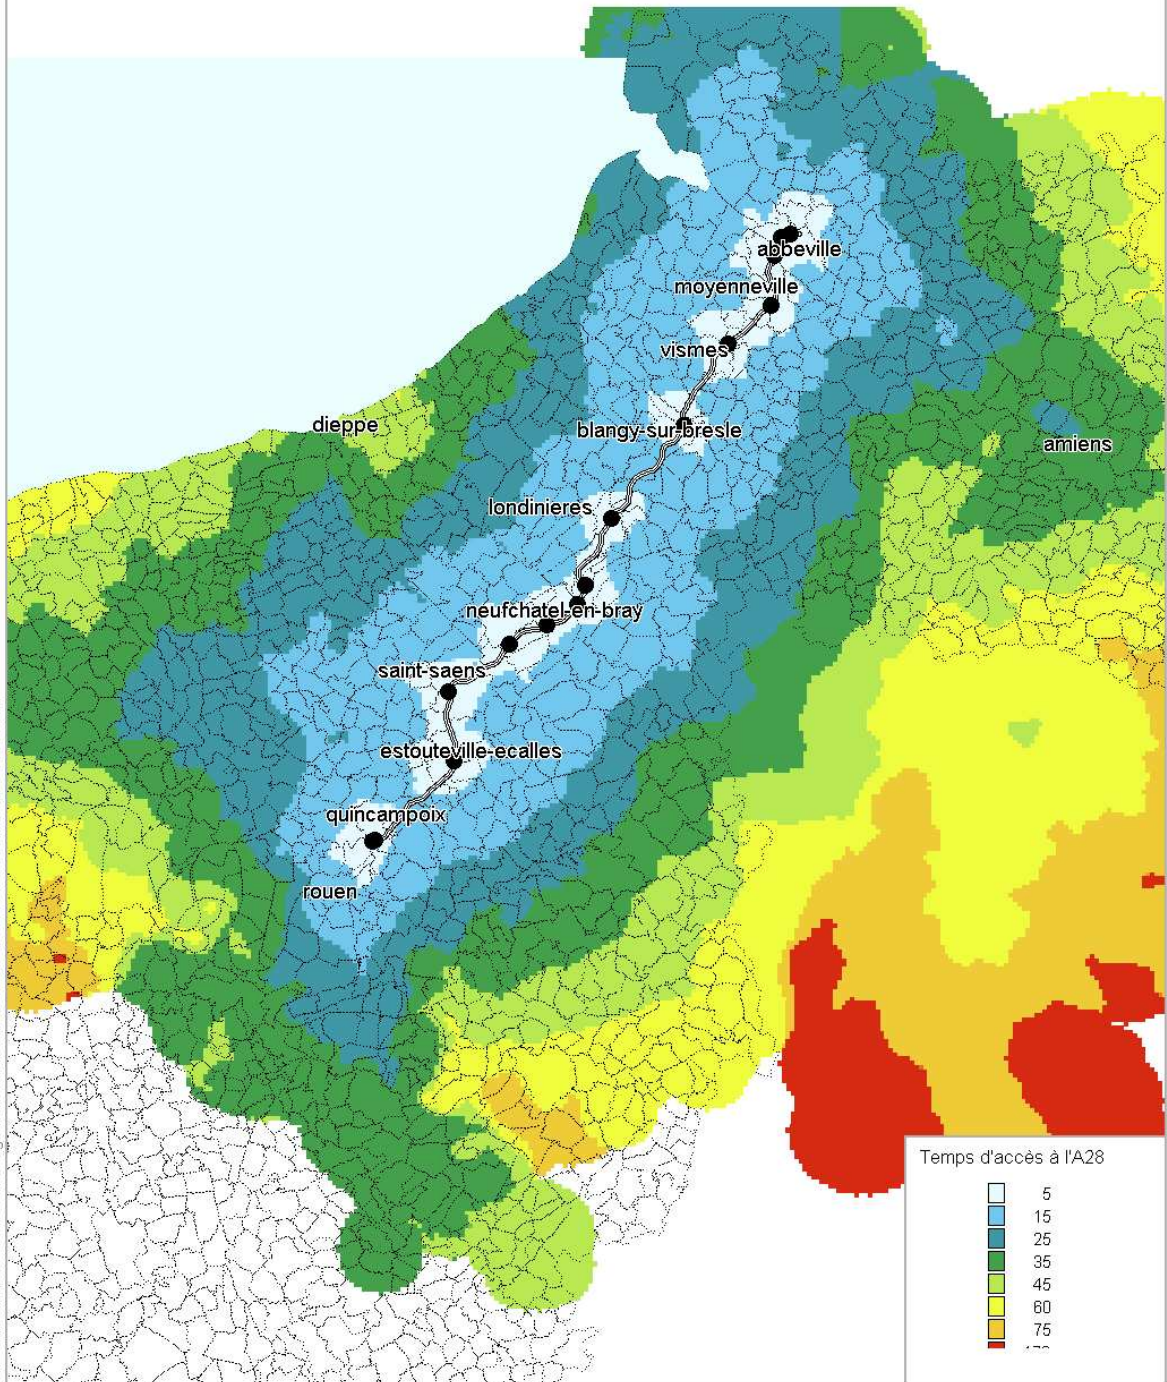 abbeville
moyenneville
vismes
dieppe
blangy-sur-bresle
amiens
londinieres
neufchatel-en-bray
saint-saens
estouteville-ecalles
quincampoix
rouen
Temps d'accès à l'A28
5
15
25
35
45
60
75